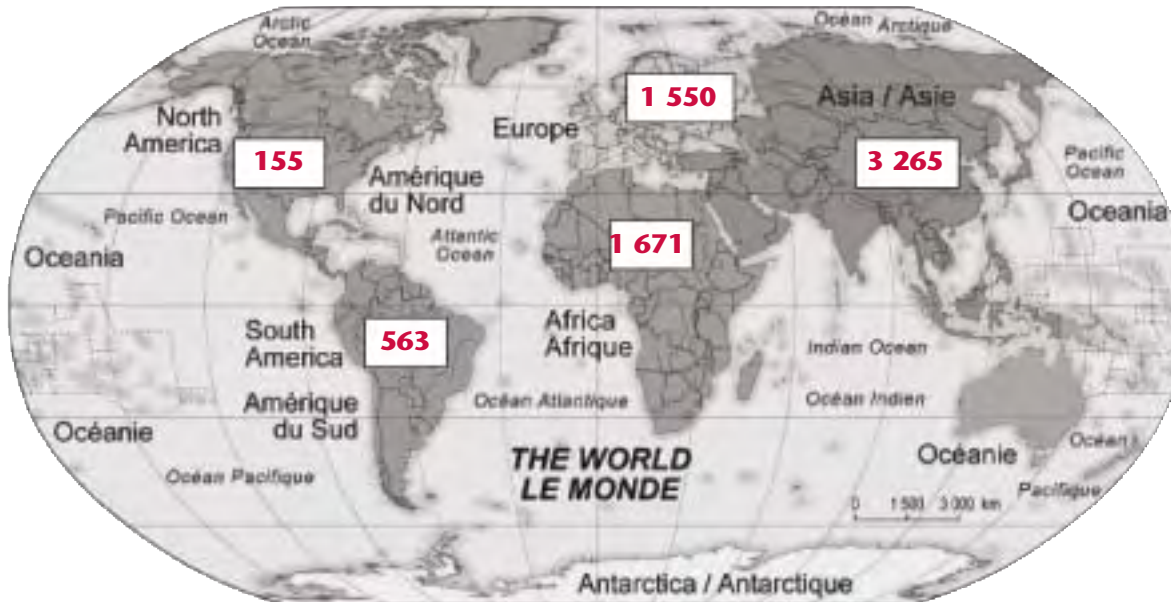 Arctic
Ocean
Océan
Arctique
North
America
155
Amérique
du Nord
Europe
1 550
Asia / Asie
3 265
Pacific
Ocean
Oceania
Pacific Ocean
Atlantic
Ocean
1 671
Oceania
South
America
563
Africa
Afrique
Indian Ocean
Amérique
du Sud
Océan Atlantique
Océan Indien
Océanie
Océan
Océanie
Pacifique
Océan Pacifique
THE WORLD
LE MONDE
0 1 500 3 000 km
Antarctica / Antarctique